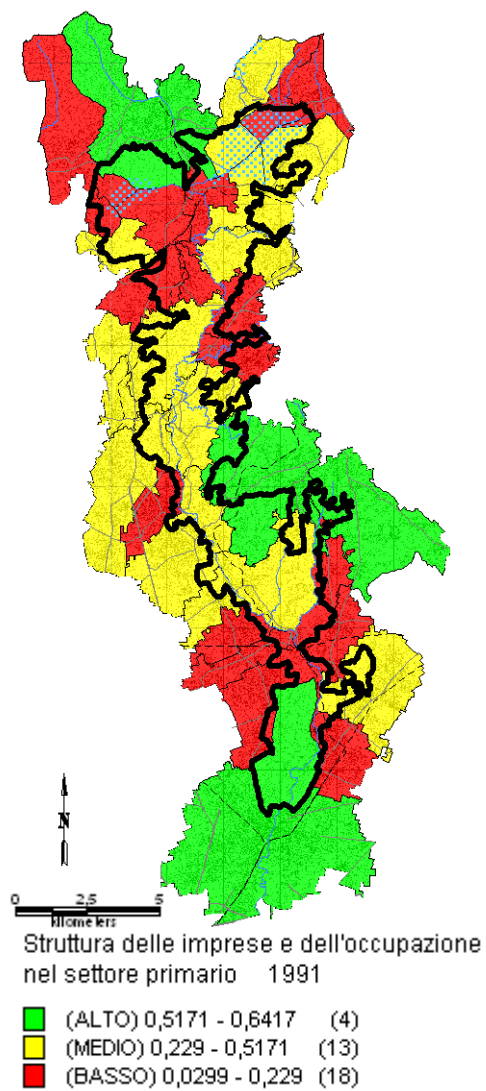 N
0 2,5 5
kilometers
Struttura delle imprese e dell'occupazione
nel settore primario 1991
(ALTO) 0,5171 - 0,6417 (4)
(MEDIO) 0,229 - 0,5171 (13)
(BASSO) 0,0299 - 0,229 (18)